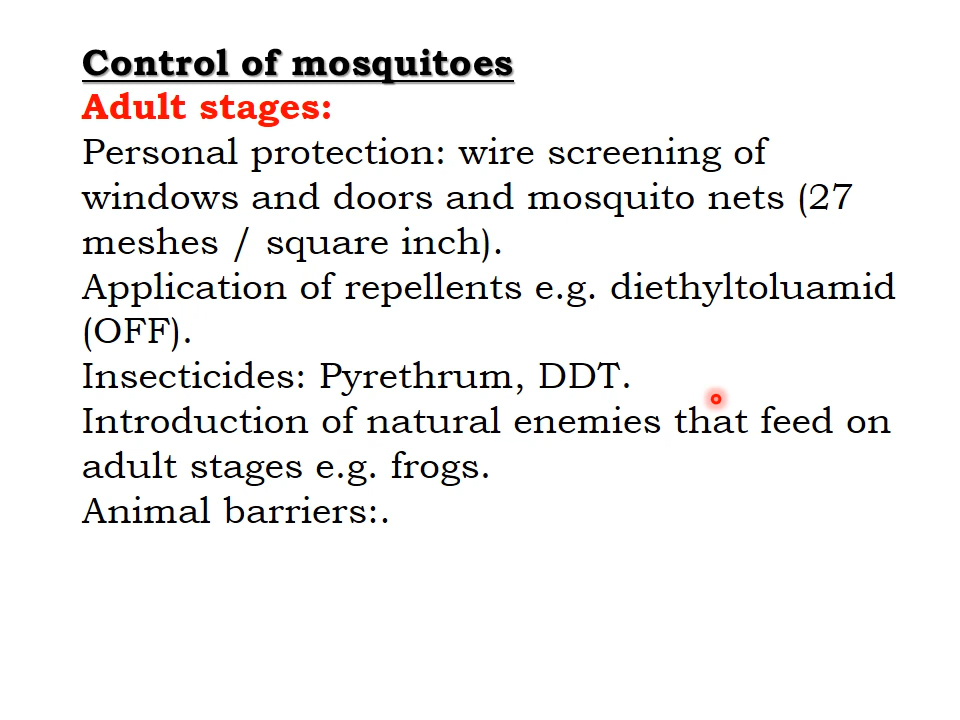 Control of mosquitoes
Adult stages:
Personal protection: wire screening of
windows and doors and mosquito nets (27
meshes / square inch).
Application of repellents e.g. diethyltoluamid
(OFF).
Insecticides: Pyrethrum, DDT.
Introduction of natural enemies that feed on
adult stages e.g. frogs.
Animal barriers:.